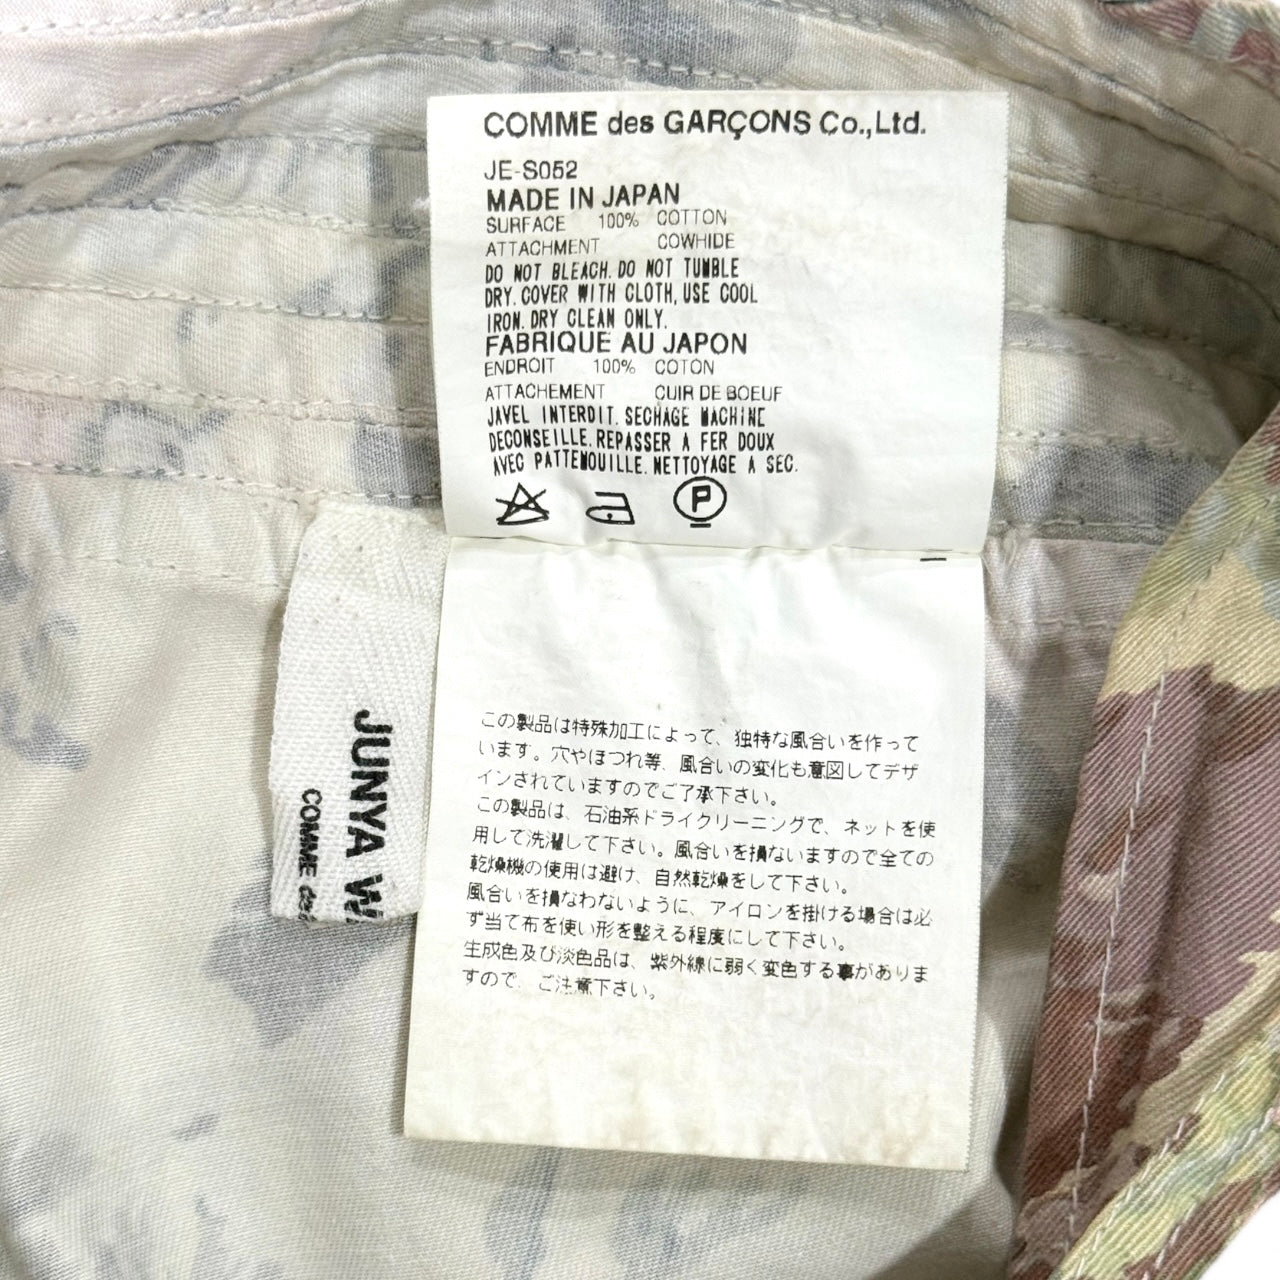 COMME des GARÇONS Co.,Ltd.
JE-S052
MADE IN JAPAN
SURFACE 100% COTTON
ATTACHMENT COWHIDE
DO NOT BLEACH. DO NOT TUMBLE
DRY. COVER WITH CLOTH, USE COOL
IRON. DRY CLEAN ONLY.
FABRIQUE AU JAPON
ENDROIT 100% COTON
ATTACHEMENT CUIR DE BOEUF
JAVEL INTERDIT. SECHAGE MACHINE
DECONSEILLE. REPASSER A FER DOUX
AVEC PATTEMOUILLE. NETTOYAGE A SEC.
P
この製品は特殊加工によって、独特な風合いを作って
います。穴やほつれ等、風合いの変化も意図してデザ
インされていますのでご了承下さい。
この製品は、石油系ドライクリーニングで、ネットを使
用して洗濯して下さい。風合いを損ないますので全ての
乾燥機の使用は避け、自然乾燥をして下さい。
風合いを損なわないように、アイロンを掛ける場合は必
ず当て布を使い形を整える程度にして下さい。
生成色及び淡色品は、紫外線に弱く変色する事がありま
すので、ご注意下さい。
JUNYA
COMME